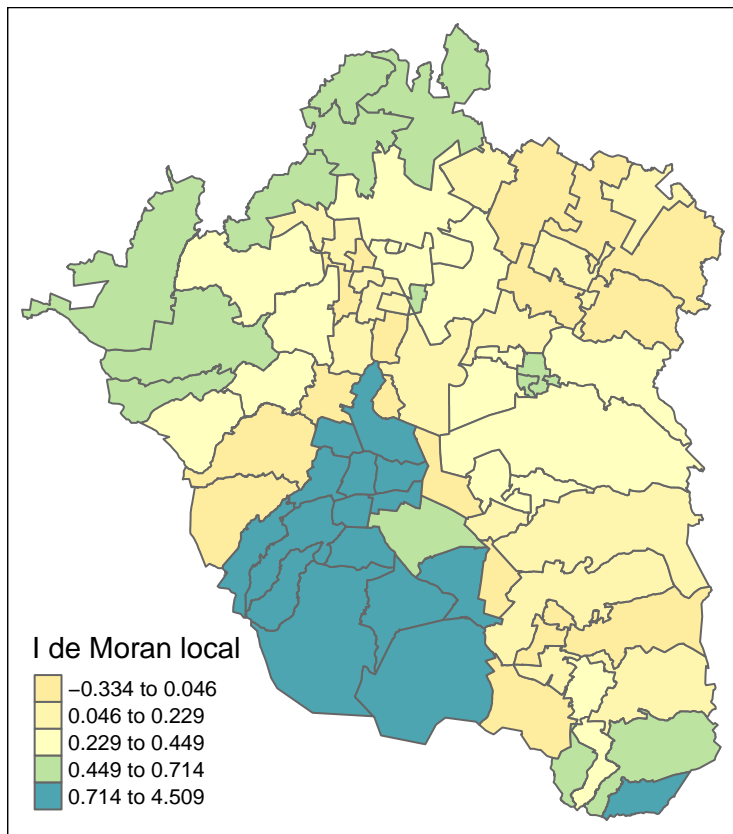 I de Moran local
−0.334 to 0.046
0.046 to 0.229
0.229 to 0.449
0.449 to 0.714
0.714 to 4.509